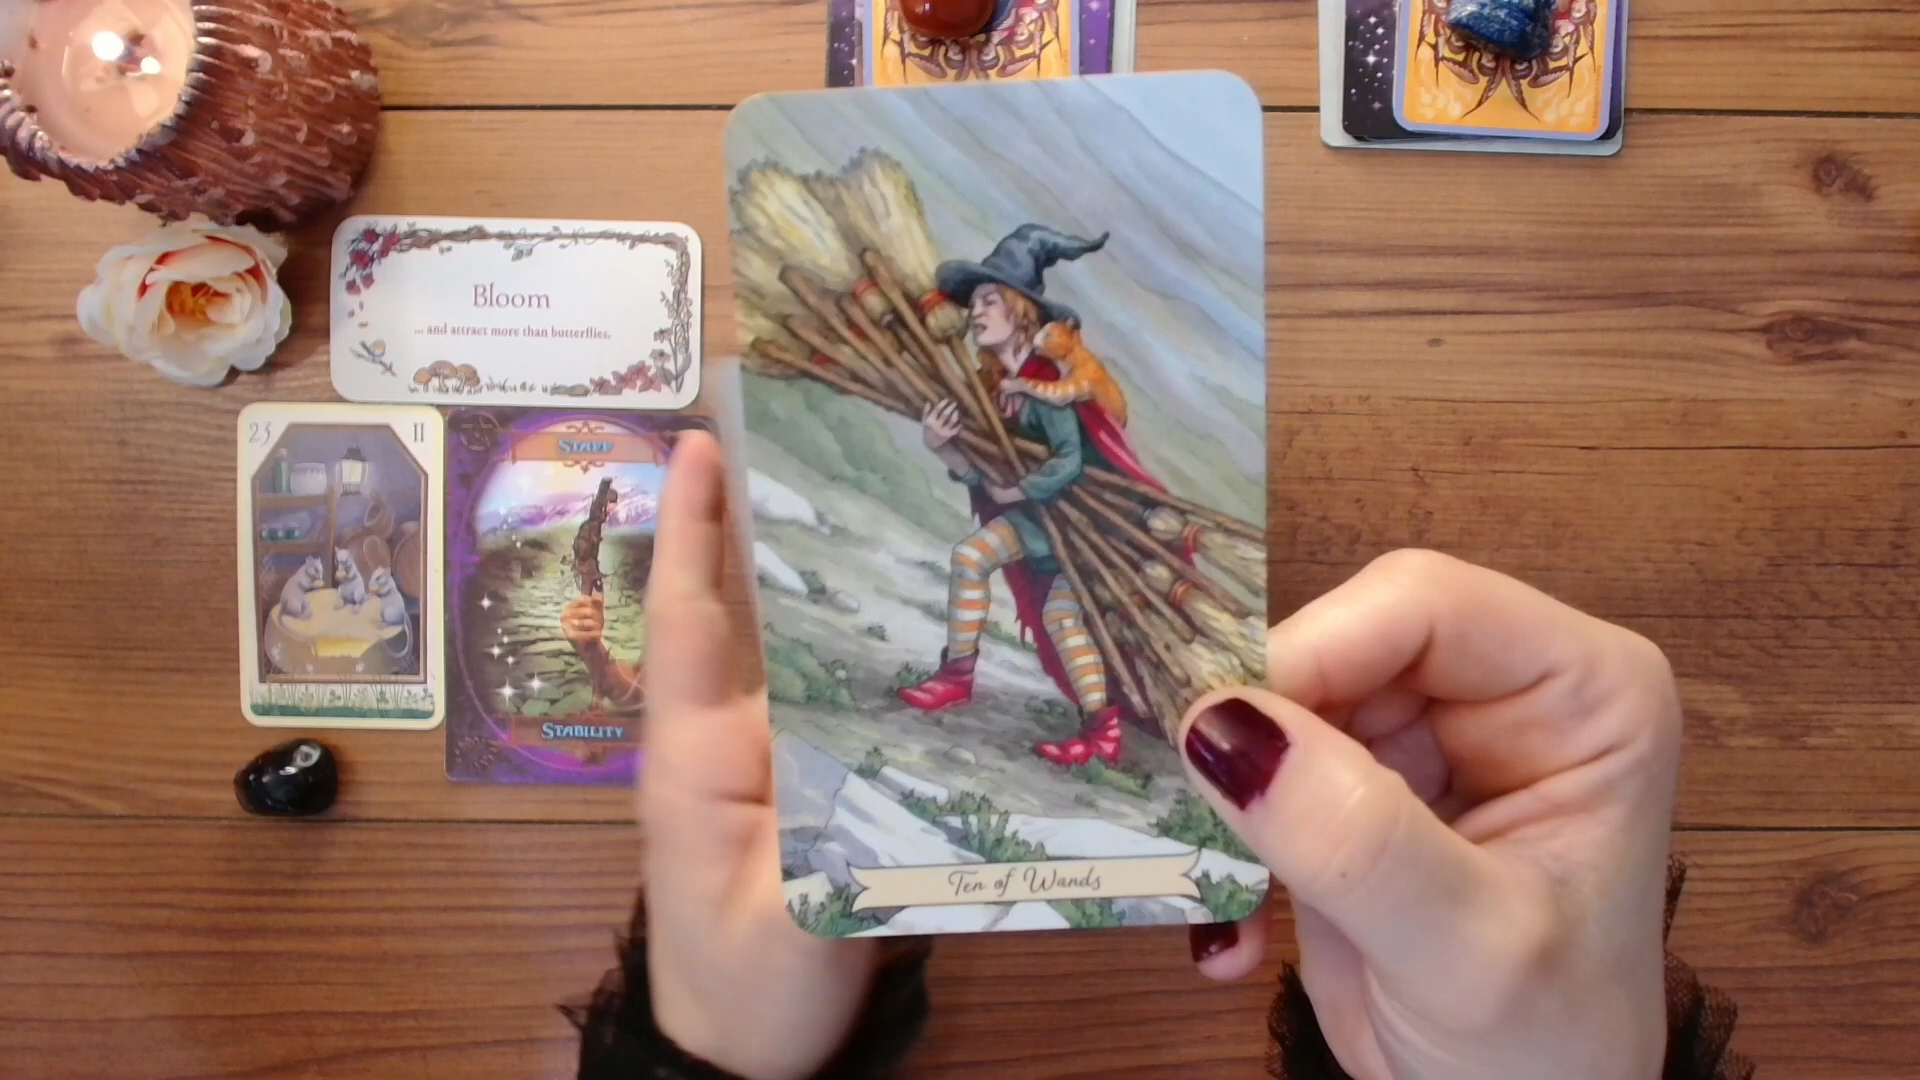 Bloom
... and attract more than butterflies.
23 II
STAFF
STABILITY
Ten of Wands